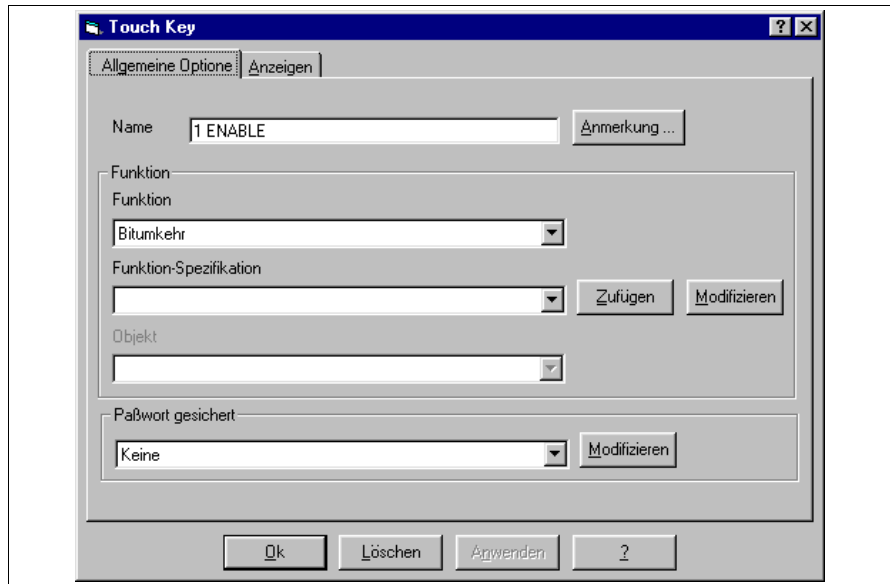 Touch Key
Allgemeine Optione Anzeigen
Name 1 ENABLE Anmerkung ...
Funktion
Funktion
Bitumkehr
Funktion-Spezifikation
Zufügen Modifizieren
Objekt
Paßwort gesichert
Keine Modifizieren
Ok Löschen Anwenden ?